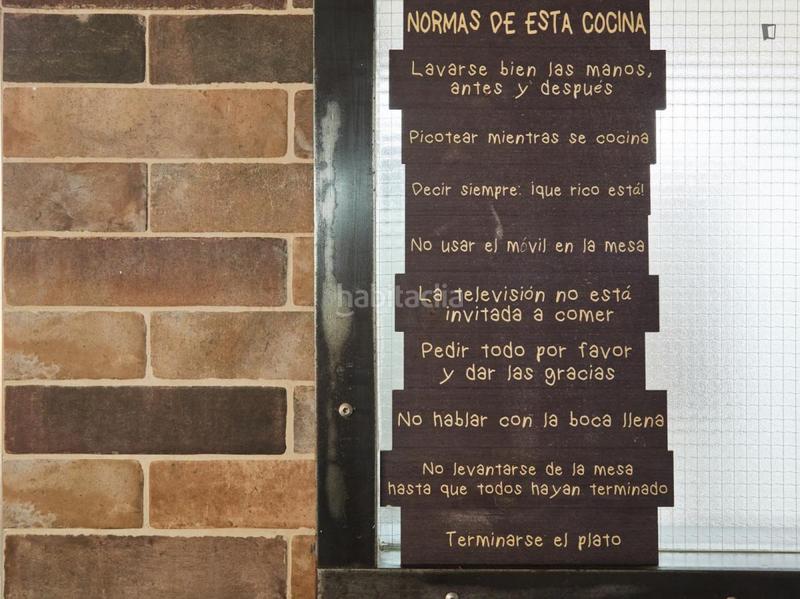 NORMAS DE ESTA COCINA
Lavarse bien las manos,
antes y después
Picotear mientras se cocina
Decir siempre: ¡que rico está!
No usar el móvil en la mesa
habitaclia
La televisión no está
invitada a comer
Pedir todo por favor
y dar las gracias
No hablar con la boca llena
No levantarse de la mesa
hasta que todos hayan terminado
Terminarse el plato